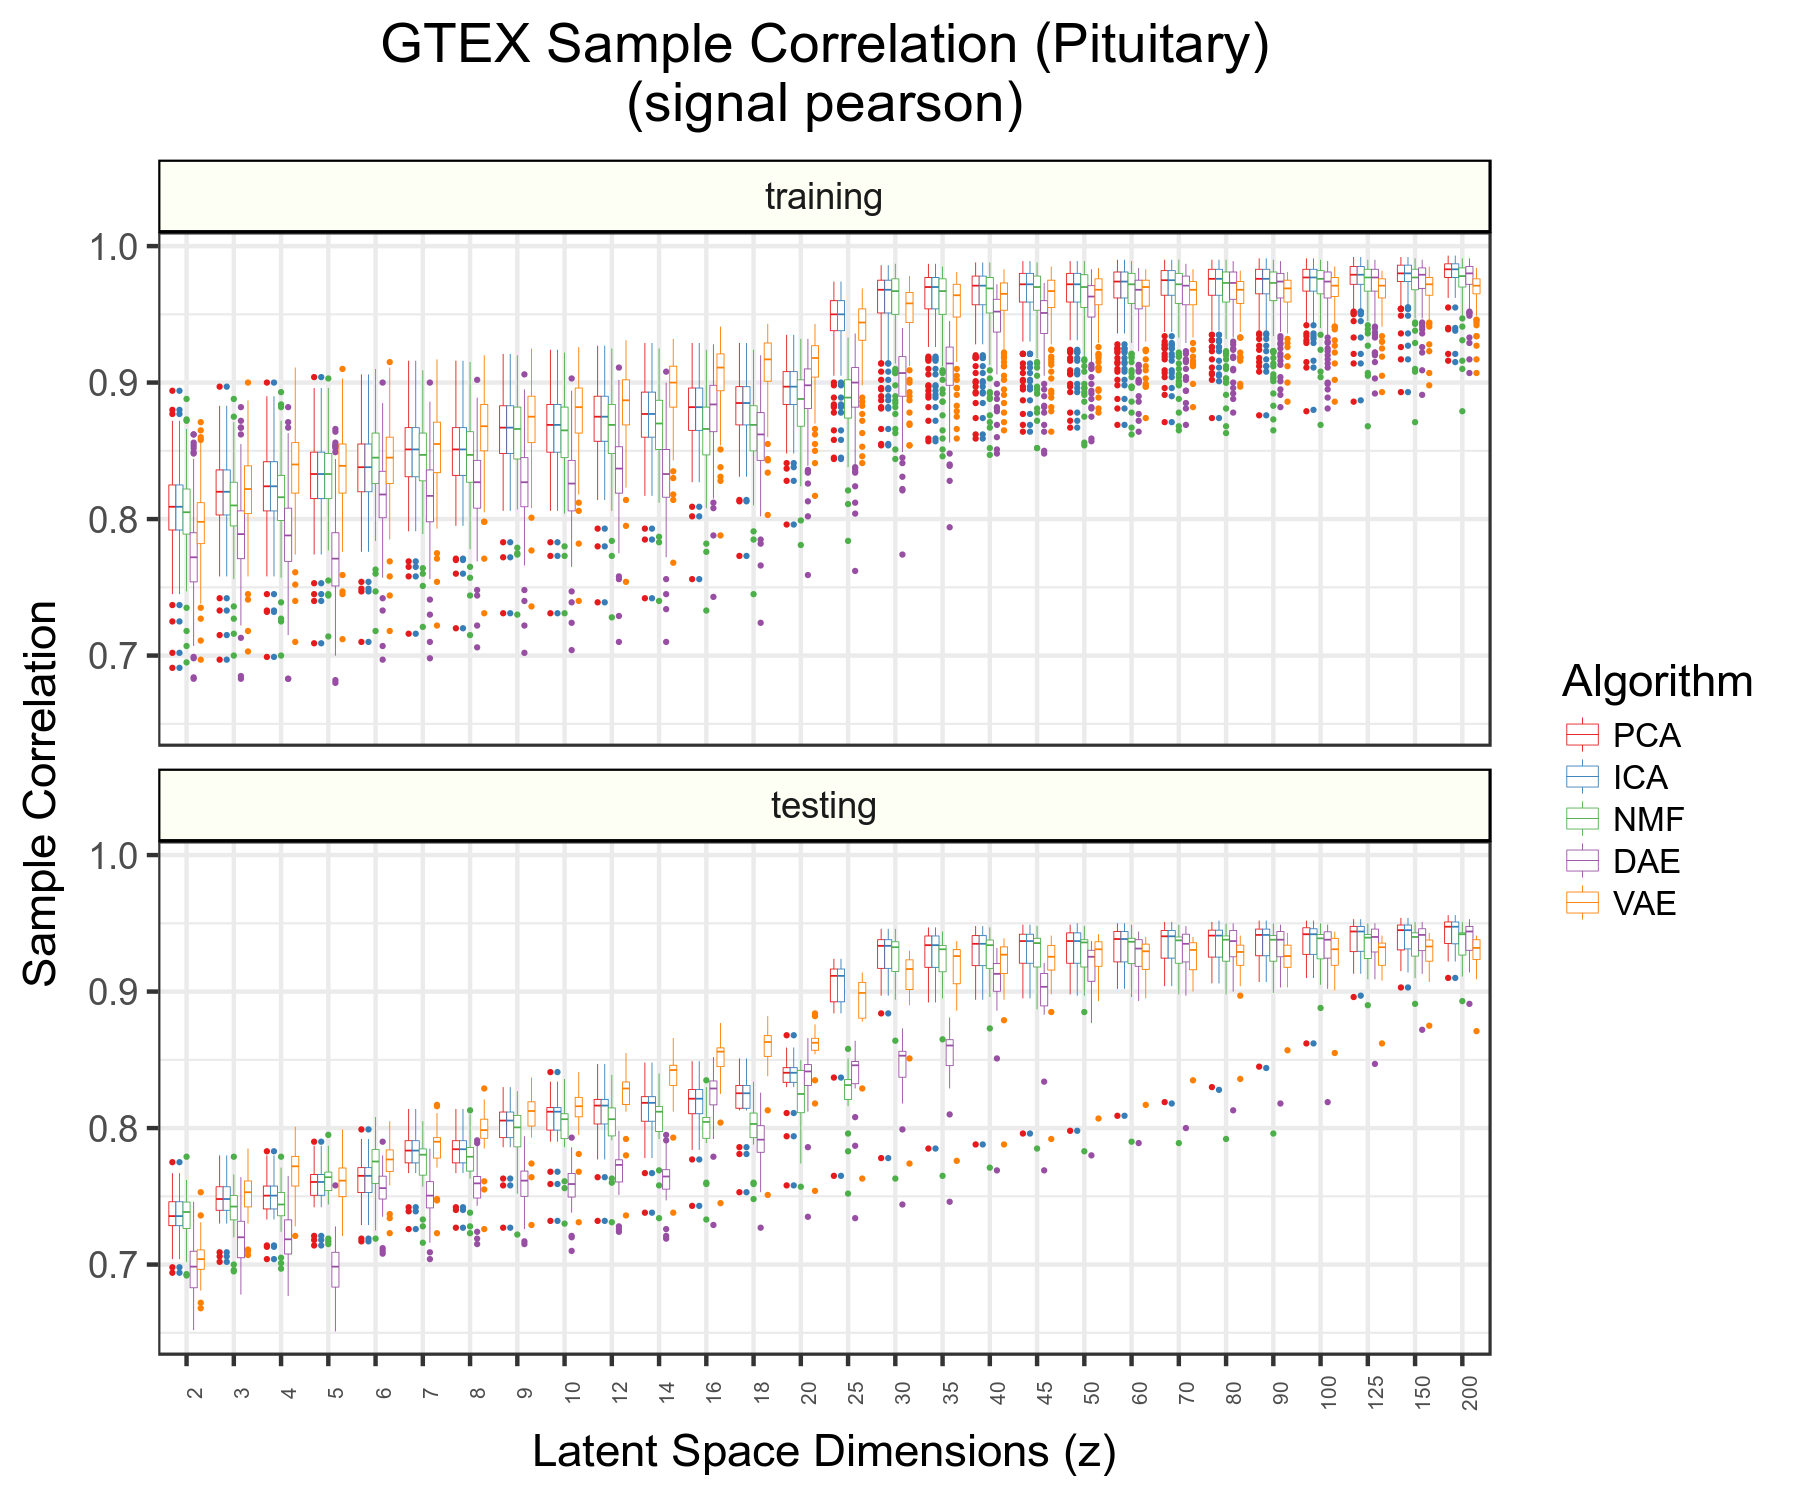 GTEX Sample Correlation (Pituitary)
(signal pearson)
training
1.0
0.9
0.8
0.7
Sample Correlation
testing
1.0
0.9
0.8
0.7
2 3 4 5 6 7 8 9 10 12 14 16 18 20 25 30 35 40 45 50 60 70 80 90 100 125 150 200
Latent Space Dimensions (z)
Algorithm
PCA
ICA
NMF
DAE
VAE